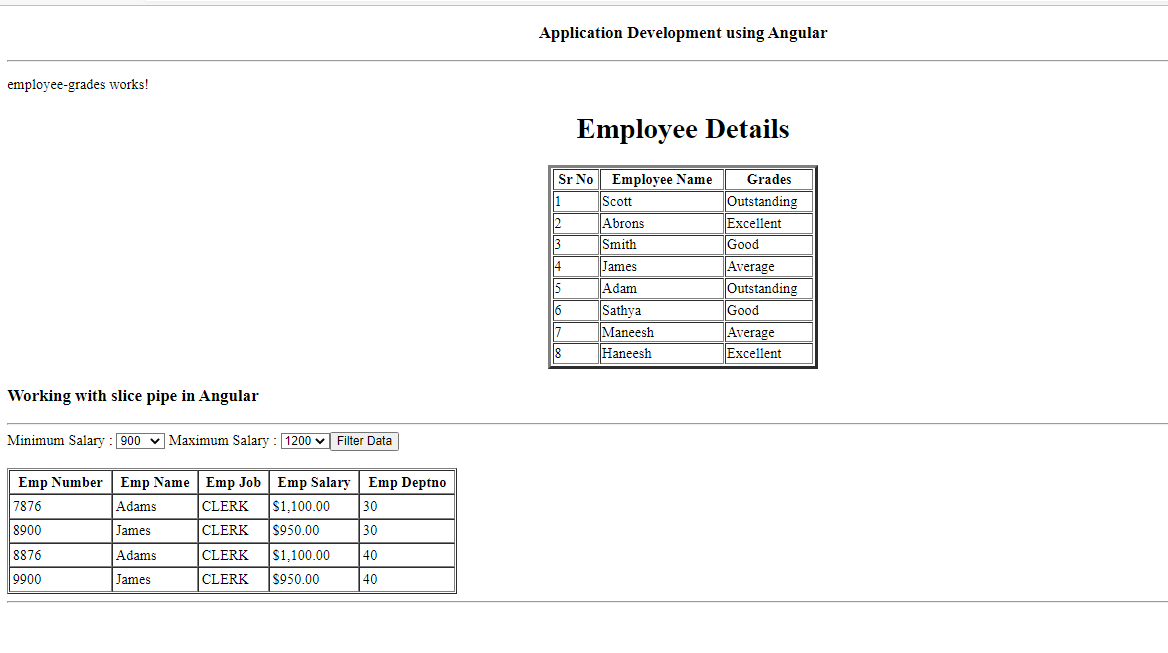 Application Development using Angular
employee-grades works!
Employee Details
Sr No Employee Name Grades
1 Scott Outstanding
2 Abrons Excellent
3 Smith Good
4 James Average
5 Adam Outstanding
6 Sathya Good
7 Maneesh Average
8 Haneesh Excellent
Working with slice pipe in Angular
Minimum Salary : 900 Maximum Salary : 1200 Filter Data
Emp Number Emp Name Emp Job Emp Salary Emp Deptno
7876 Adams CLERK $1,100.00 30
8900 James CLERK $950.00 30
8876 Adams CLERK $1,100.00 40
9900 James CLERK $950.00 40